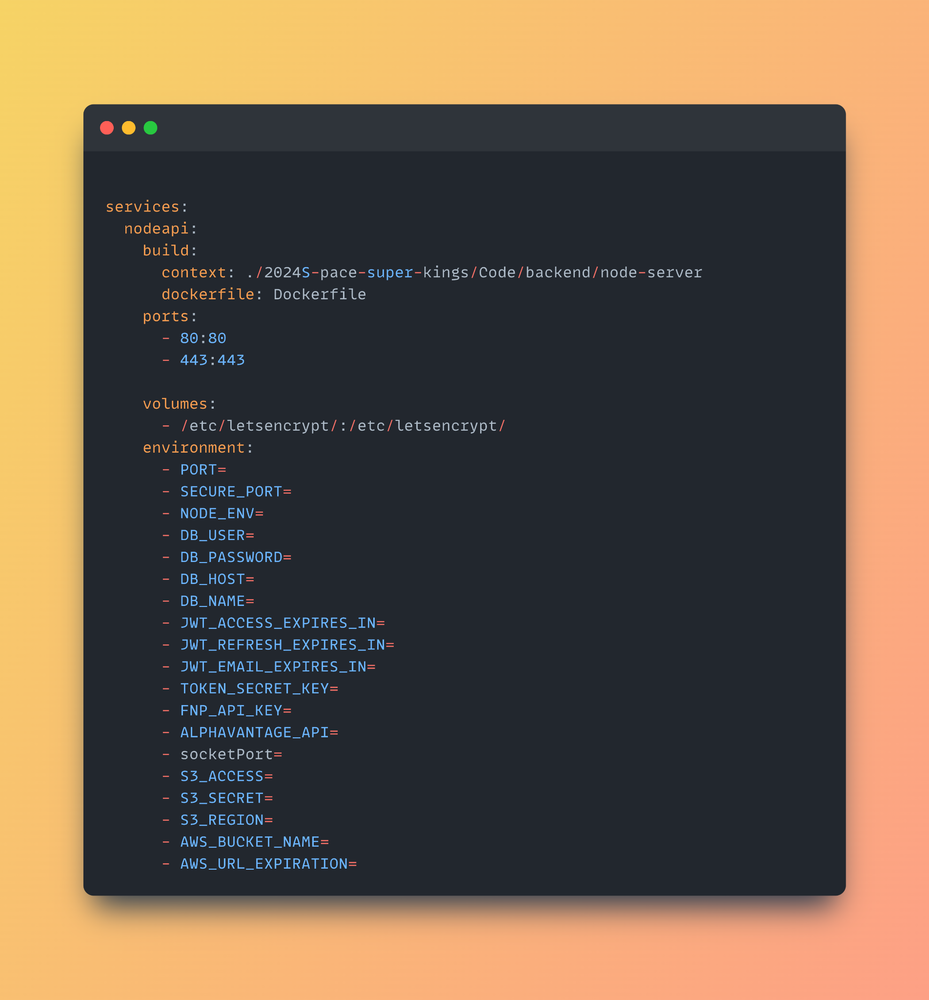 services:
  nodeapi:
    build:
      context: ./2024S-pace-super-kings/Code/backend/node-server
      dockerfile: Dockerfile
    ports:
      - 80:80
      - 443:443

    volumes:
      - /etc/letsencrypt/:/etc/letsencrypt/
    environment:
      - PORT=
      - SECURE_PORT=
      - NODE_ENV=
      - DB_USER=
      - DB_PASSWORD=
      - DB_HOST=
      - DB_NAME=
      - JWT_ACCESS_EXPIRES_IN=
      - JWT_REFRESH_EXPIRES_IN=
      - JWT_EMAIL_EXPIRES_IN=
      - TOKEN_SECRET_KEY=
      - FNP_API_KEY=
      - ALPHAVANTAGE_API=
      - socketPort=
      - S3_ACCESS=
      - S3_SECRET=
      - S3_REGION=
      - AWS_BUCKET_NAME=
      - AWS_URL_EXPIRATION=